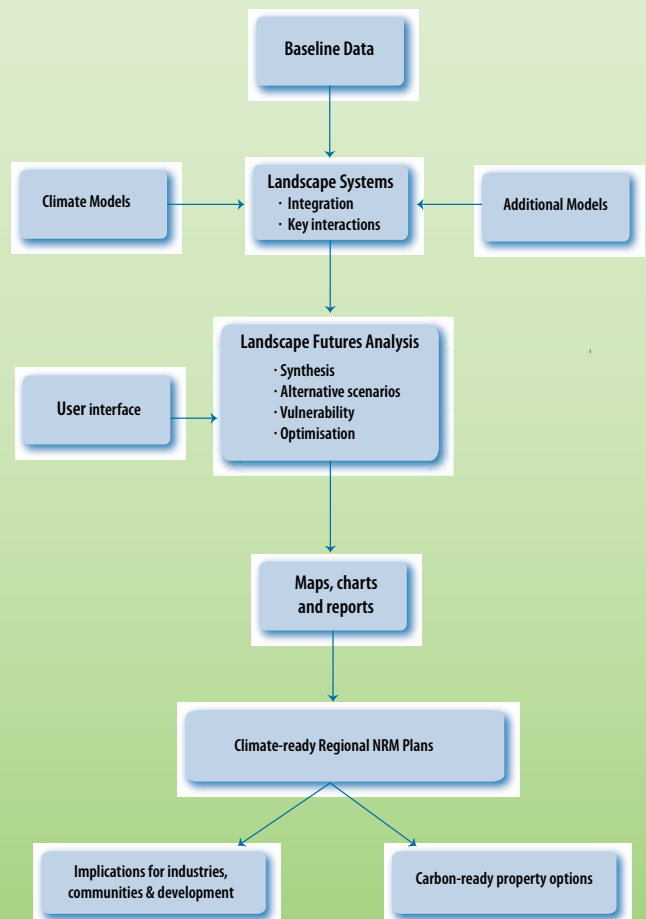 Baseline Data
Climate Models
Landscape Systems
· Integration
· Key interactions
Additional Models
Landscape Futures Analysis
· Synthesis
· Alternative scenarios
· Vulnerability
· Optimisation
User interface
Maps, charts
and reports
Climate-ready Regional NRM Plans
Implications for industries,
communities & development
Carbon-ready property options